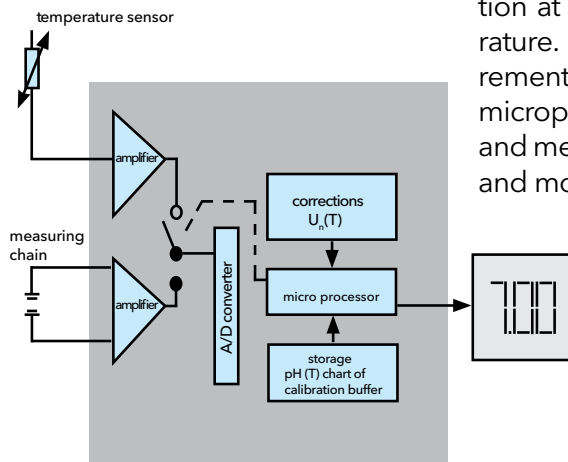 temperature sensor
tion at
rature.
rement
microp
and me
and mo
amplifier
corrections
Uₙ(T)
measuring
chain
amplifier
A/D converter
micro processor
7.00
storage
pH (T) chart of
calibration buffer